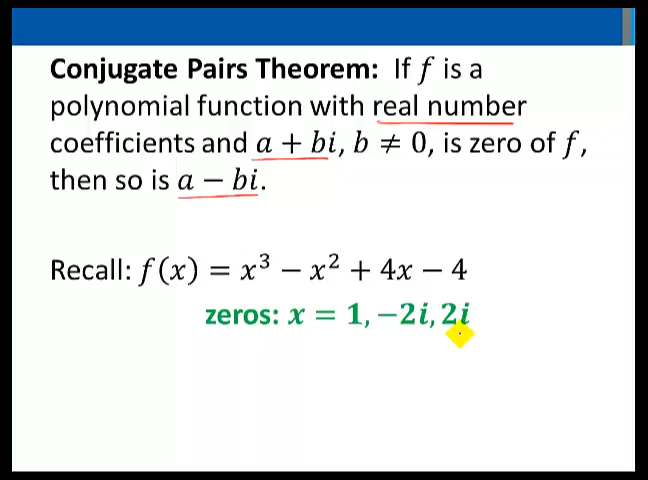 Conjugate Pairs Theorem: If f is a
polynomial function with real number
coefficients and a + bi, b ≠ 0, is zero of f,
then so is a − bi.
Recall: f(x) = x³ − x² + 4x − 4
zeros: x = 1, −2i, 2i